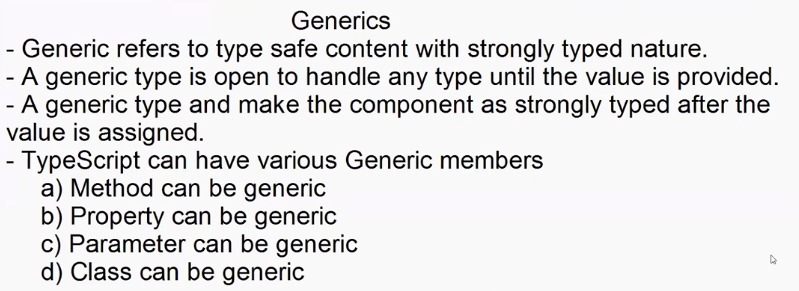 Generics
- Generic refers to type safe content with strongly typed nature.
- A generic type is open to handle any type until the value is provided.
- A generic type and make the component as strongly typed after the
value is assigned.
- TypeScript can have various Generic members
a) Method can be generic
b) Property can be generic
c) Parameter can be generic
d) Class can be generic